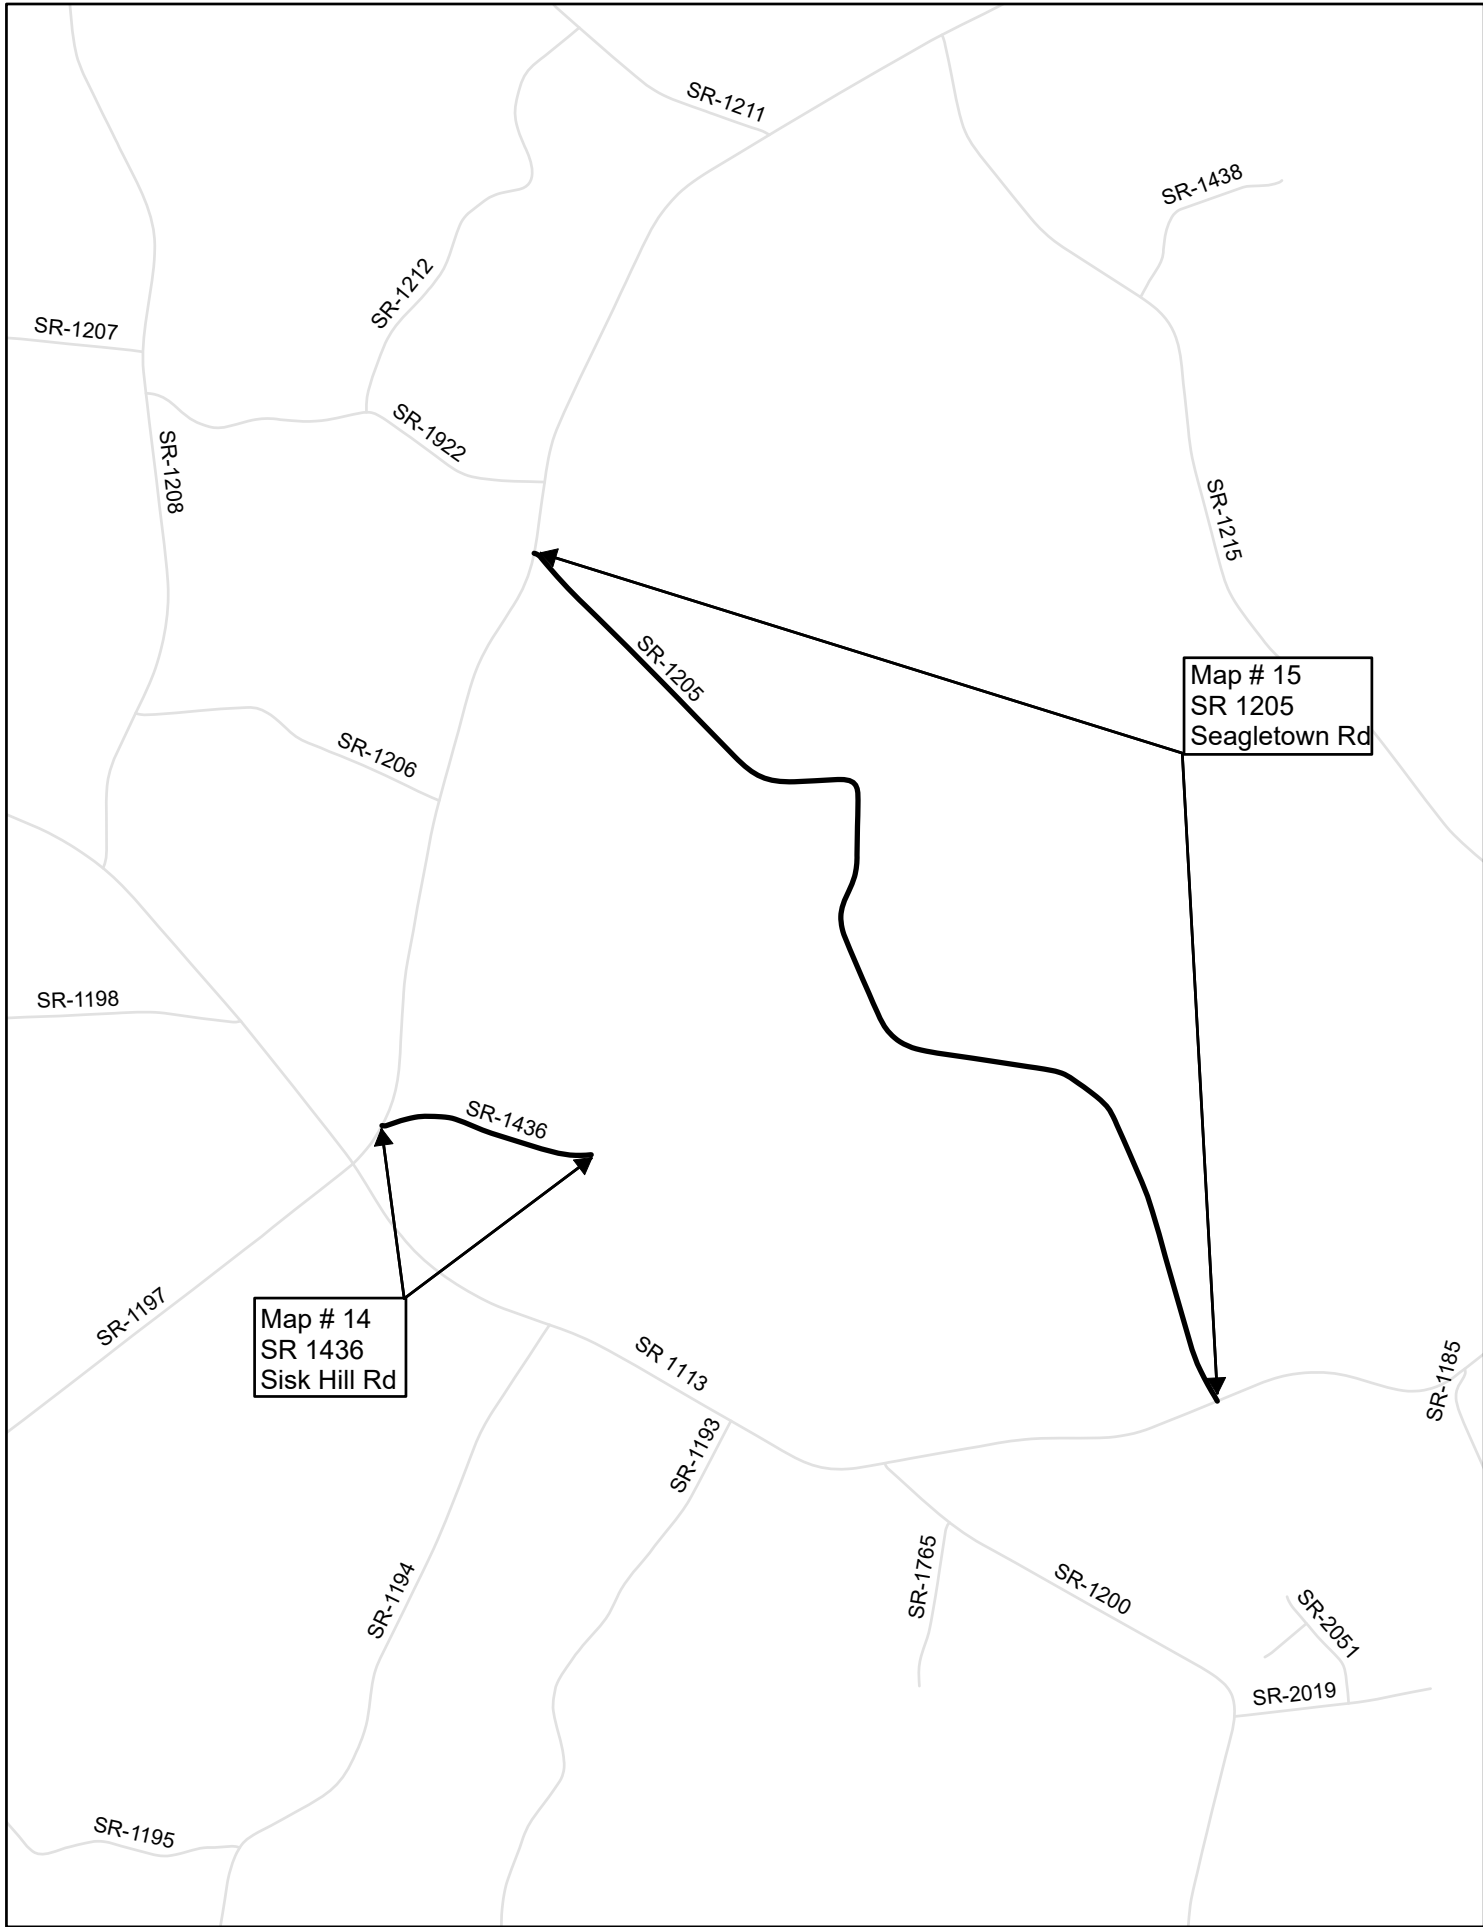 SR-1211
SR-1438
SR-1212
SR-1207
SR-1922
SR-1208
SR-1215
SR-1205
Map # 15
SR 1205
Seagletown Rd
SR-1206
SR-1198
SR-1436
SR-1197
Map # 14
SR 1436
Sisk Hill Rd
SR 1113
SR-1185
SR-1193
SR-1765
SR-1194
SR-1200
SR-2051
SR-2019
SR-1195